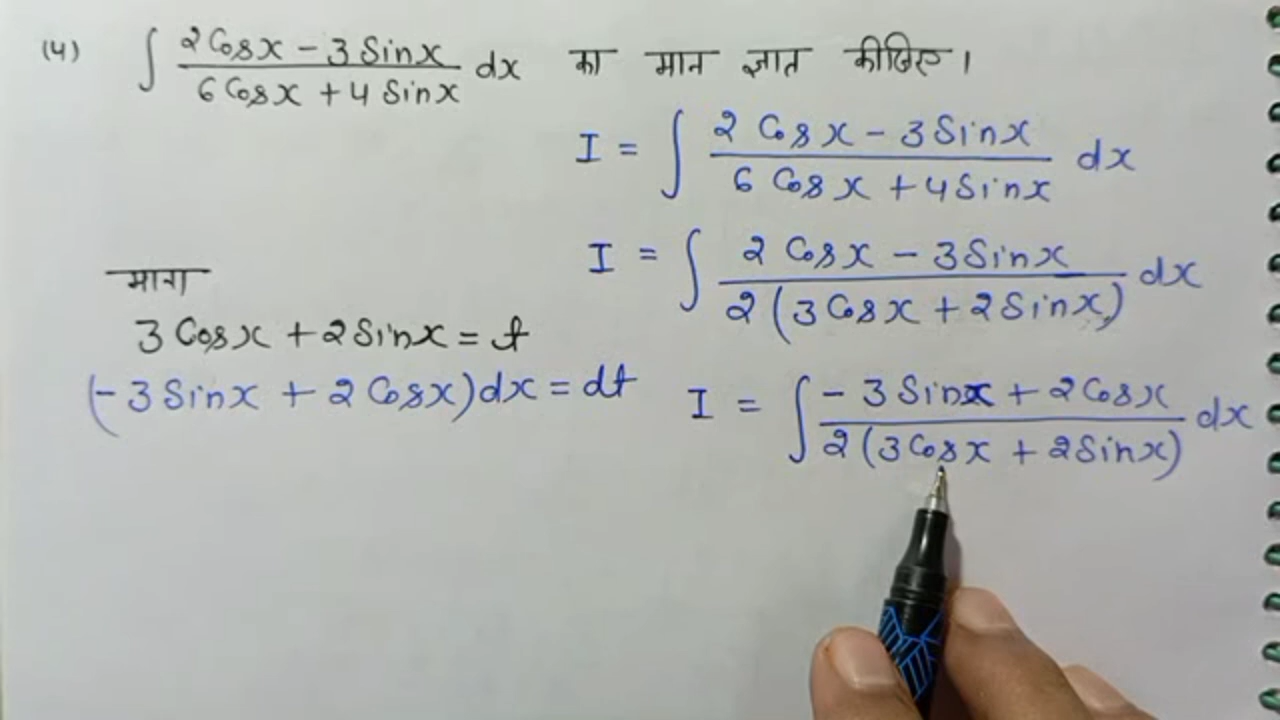 (4) ∫ (2 Cos x - 3 Sin x)/(6 Cos x + 4 Sin x) dx का मान ज्ञात कीजिए।
I = ∫ (2 Cos x - 3 Sin x)/(6 Cos x + 4 Sin x) dx
I = ∫ (2 Cos x - 3 Sin x)/(2 (3 Cos x + 2 Sin x)) dx
माना
3 Cos x + 2 Sin x = t
(- 3 Sin x + 2 Cos x) dx = dt
I = ∫ (- 3 Sin x + 2 Cos x)/(2 (3 Cos x + 2 Sin x)) dx